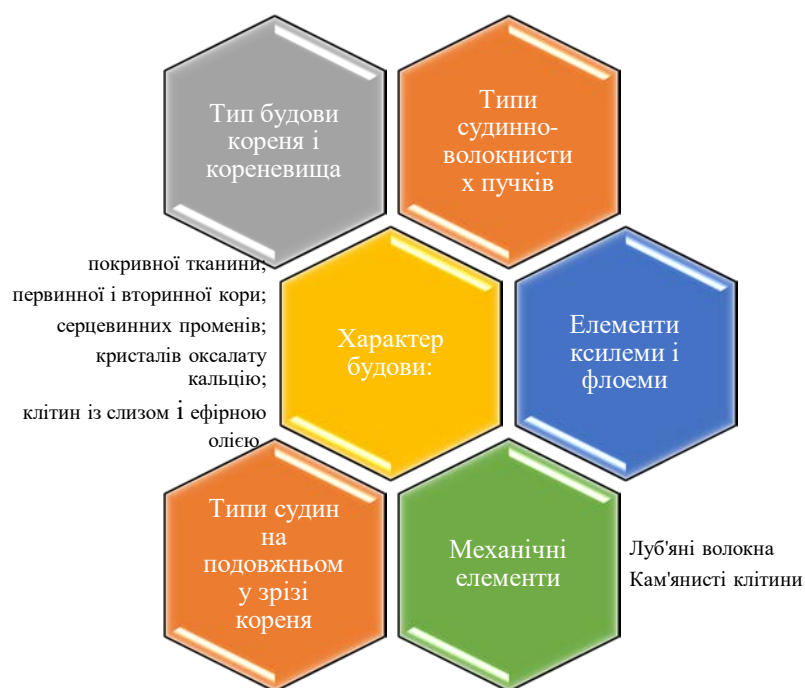 Тип будови
кореня і
кореневища
Типи
судинно-
волокнисти
х пучків
покривної тканини;
первинної і вторинної кори;
серцевинних променів;
кристалів оксалату
кальцію;
клітин із слизом і ефірною
олією
Характер
будови:
Елементи
ксилеми і
флоеми
Типи судин
на
подовжньом
у зрізі
кореня
Механічні
елементи
Луб'яні волокна
Кам'янисті клітини